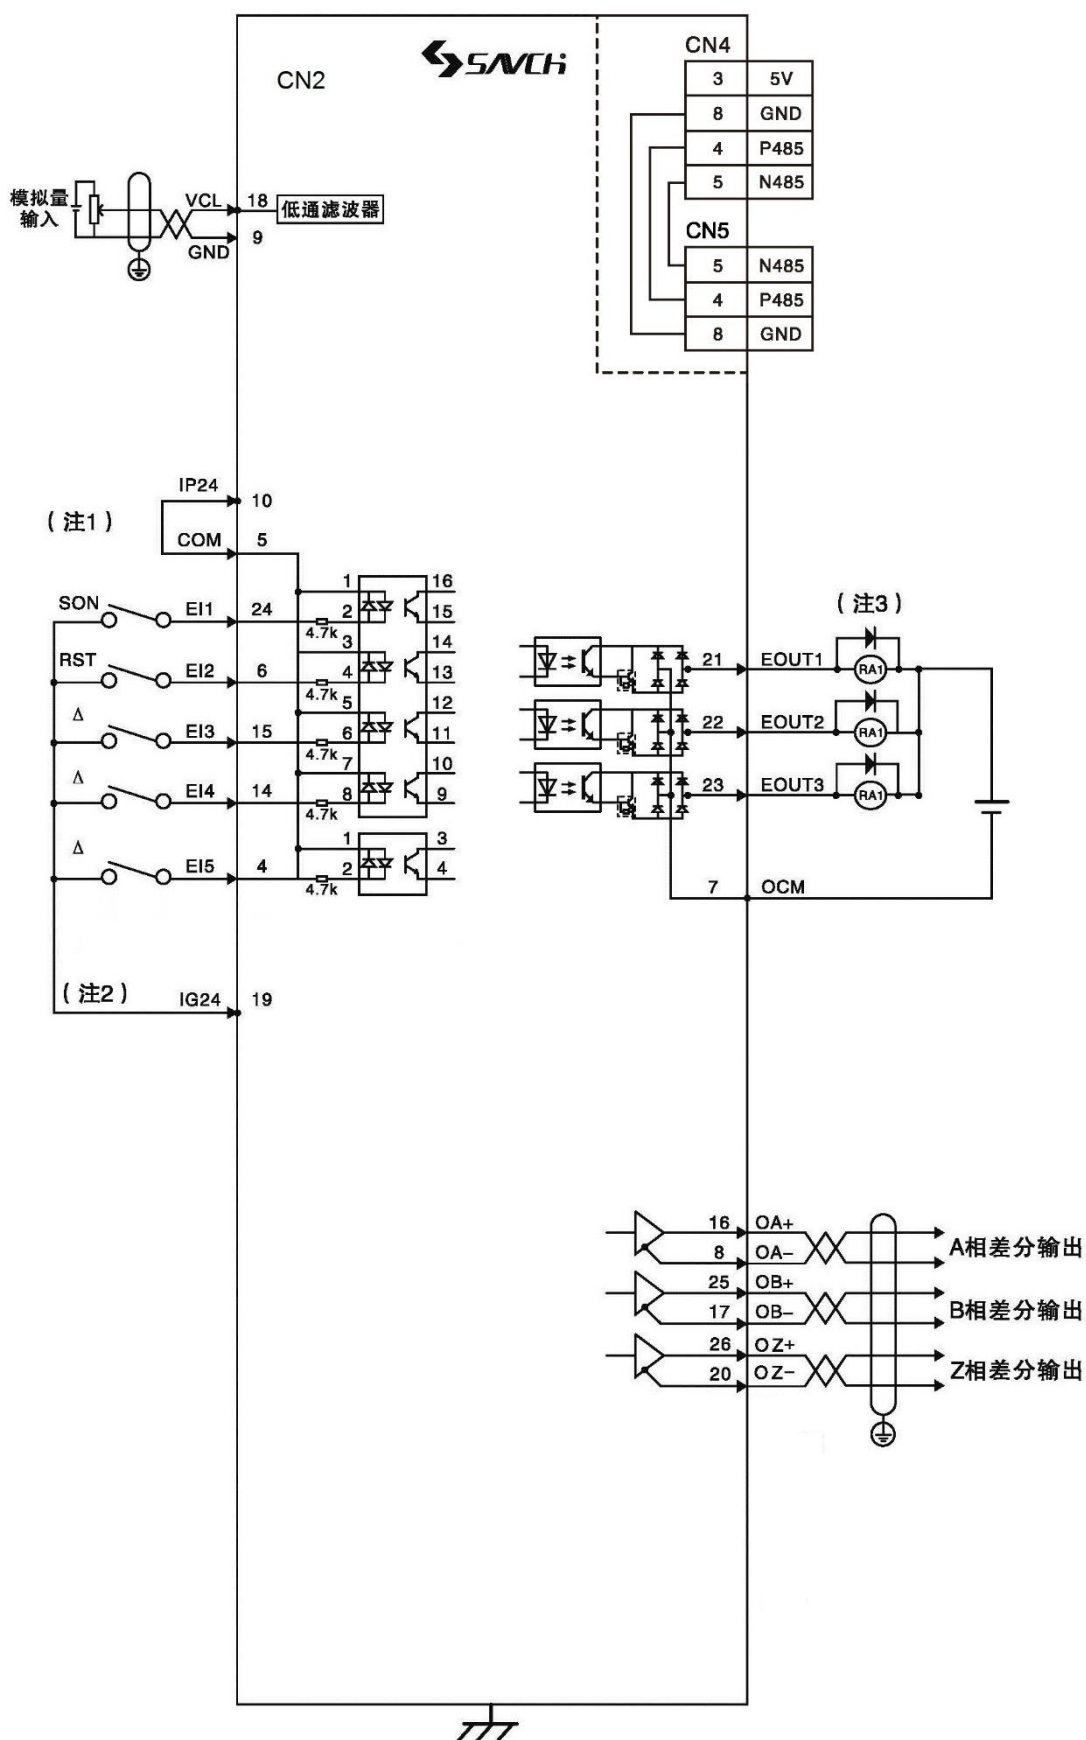 SAVCH
CN2
CN4
3 5V
8 GND
4 P485
5 N485
CN5
5 N485
4 P485
8 GND
模拟量
输入
VCL 18 低通滤波器
GND 9
IP24 10
(注1)
COM 5
SON EI1 24 4.7k
1 16
2 15
RST EI2 6 4.7k
3 14
4 13
Δ EI3 15 4.7k
5 12
6 11
Δ EI4 14 4.7k
7 10
8 9
Δ EI5 4 4.7k
1 3
2 4
(注2)
IG24 19
(注3)
21 EOUT1 RA1
22 EOUT2 RA1
23 EOUT3 RA1
7 OCM
16 OA+
8 OA-
A相差分输出
25 OB+
17 OB-
B相差分输出
26 OZ+
20 OZ-
Z相差分输出